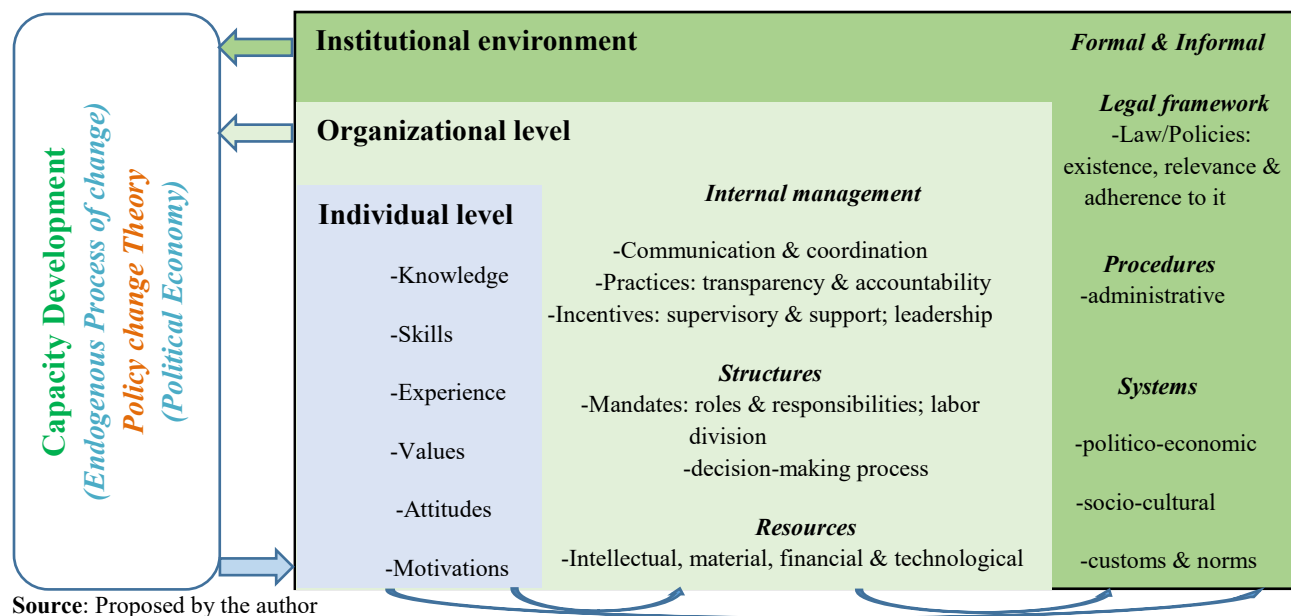 Capacity Development
(Endogenous Process of change)
Policy change Theory
(Political Economy)
Institutional environment
Organizational level
Individual level
-Knowledge
-Skills
-Experience
-Values
-Attitudes
-Motivations
Internal management
-Communication & coordination
-Practices: transparency & accountability
-Incentives: supervisory & support; leadership
Structures
-Mandates: roles & responsibilities; labor
division
-decision-making process
Resources
-Intellectual, material, financial & technological
Formal & Informal
Legal framework
-Law/Policies:
existence, relevance &
adherence to it
Procedures
-administrative
Systems
-politico-economic
-socio-cultural
-customs & norms
Source: Proposed by the author